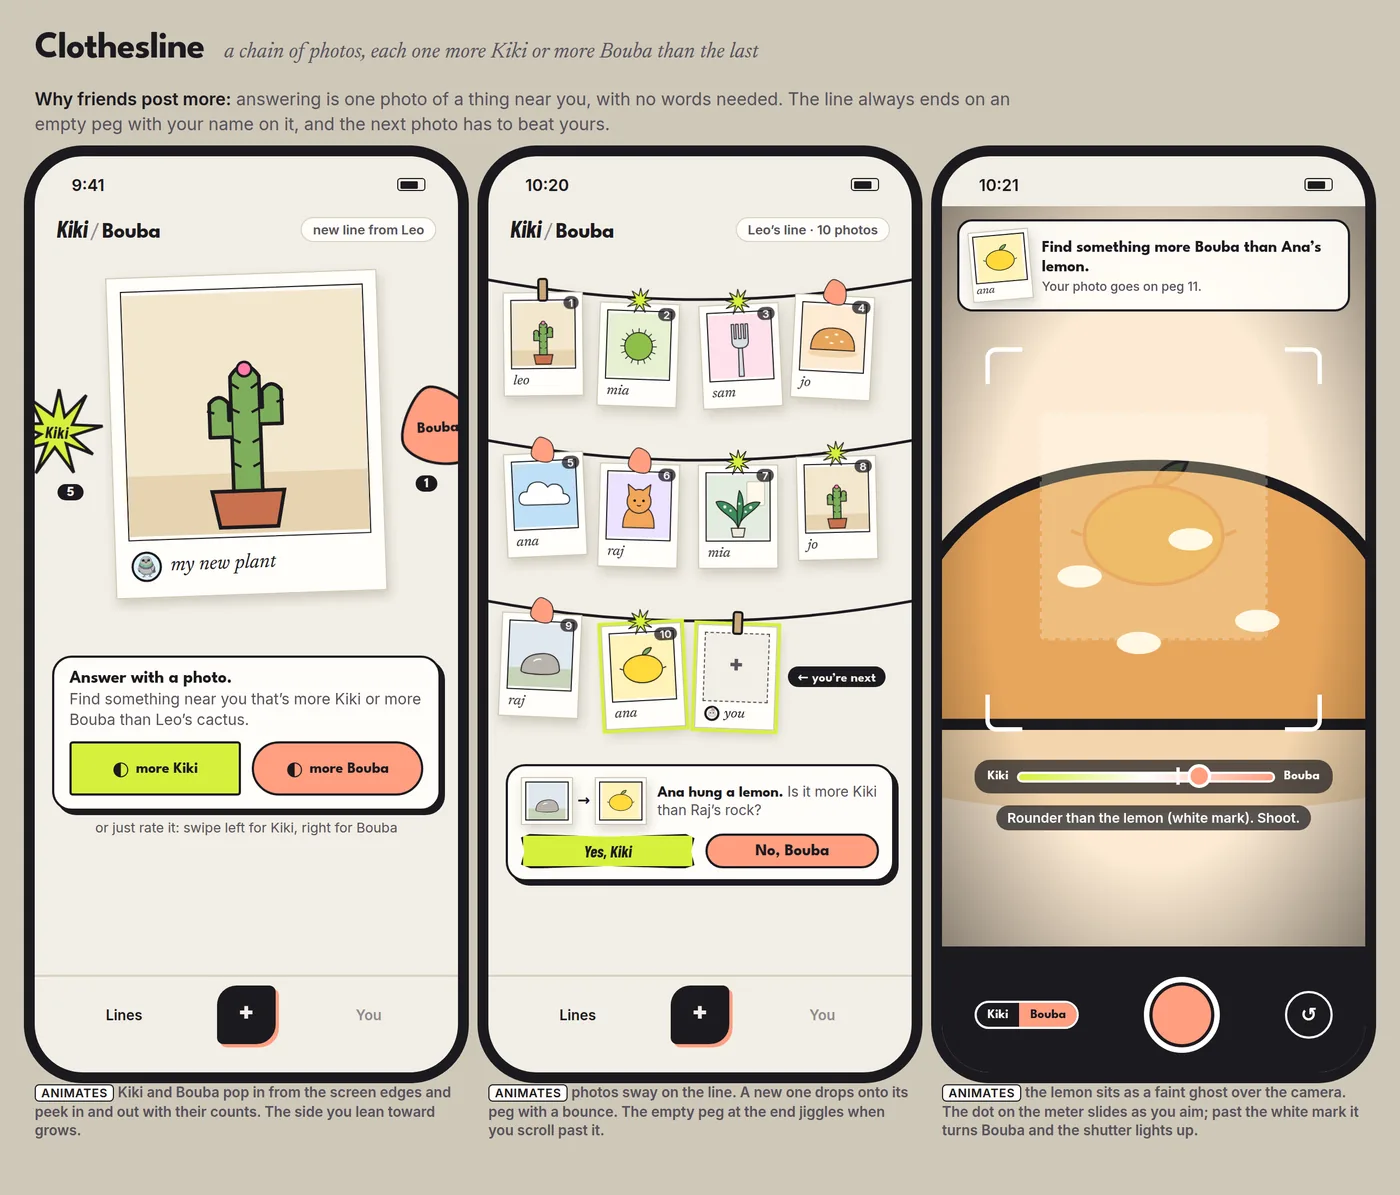 Clothesline a chain of photos, each one more Kiki or more Bouba than the last
Why friends post more: answering is one photo of a thing near you, with no words needed. The line always ends on an
empty peg with your name on it, and the next photo has to beat yours.
9:41
Kiki / Bouba
new line from Leo
Kiki
5
Bouba
1
my new plant
Answer with a photo.
Find something near you that's more Kiki or more
Bouba than Leo's cactus.
more Kiki
more Bouba
or just rate it: swipe left for Kiki, right for Bouba
Lines
+
You
ANIMATES Kiki and Bouba pop in from the screen edges and
peek in and out with their counts. The side you lean toward
grows.
10:20
Kiki / Bouba
Leo's line · 10 photos
1
leo
2
mia
3
sam
4
jo
5
ana
6
raj
7
mia
8
jo
9
raj
10
ana
+
you
← you're next
→
Ana hung a lemon. Is it more Kiki
than Raj's rock?
Yes, Kiki
No, Bouba
Lines
+
You
ANIMATES photos sway on the line. A new one drops onto its
peg with a bounce. The empty peg at the end jiggles when
you scroll past it.
10:21
ana
Find something more Bouba than Ana's
lemon.
Your photo goes on peg 11.
Kiki
Bouba
Rounder than the lemon (white mark). Shoot.
Kiki
Bouba
↺
ANIMATES the lemon sits as a faint ghost over the camera.
The dot on the meter slides as you aim; past the white mark it
turns Bouba and the shutter lights up.